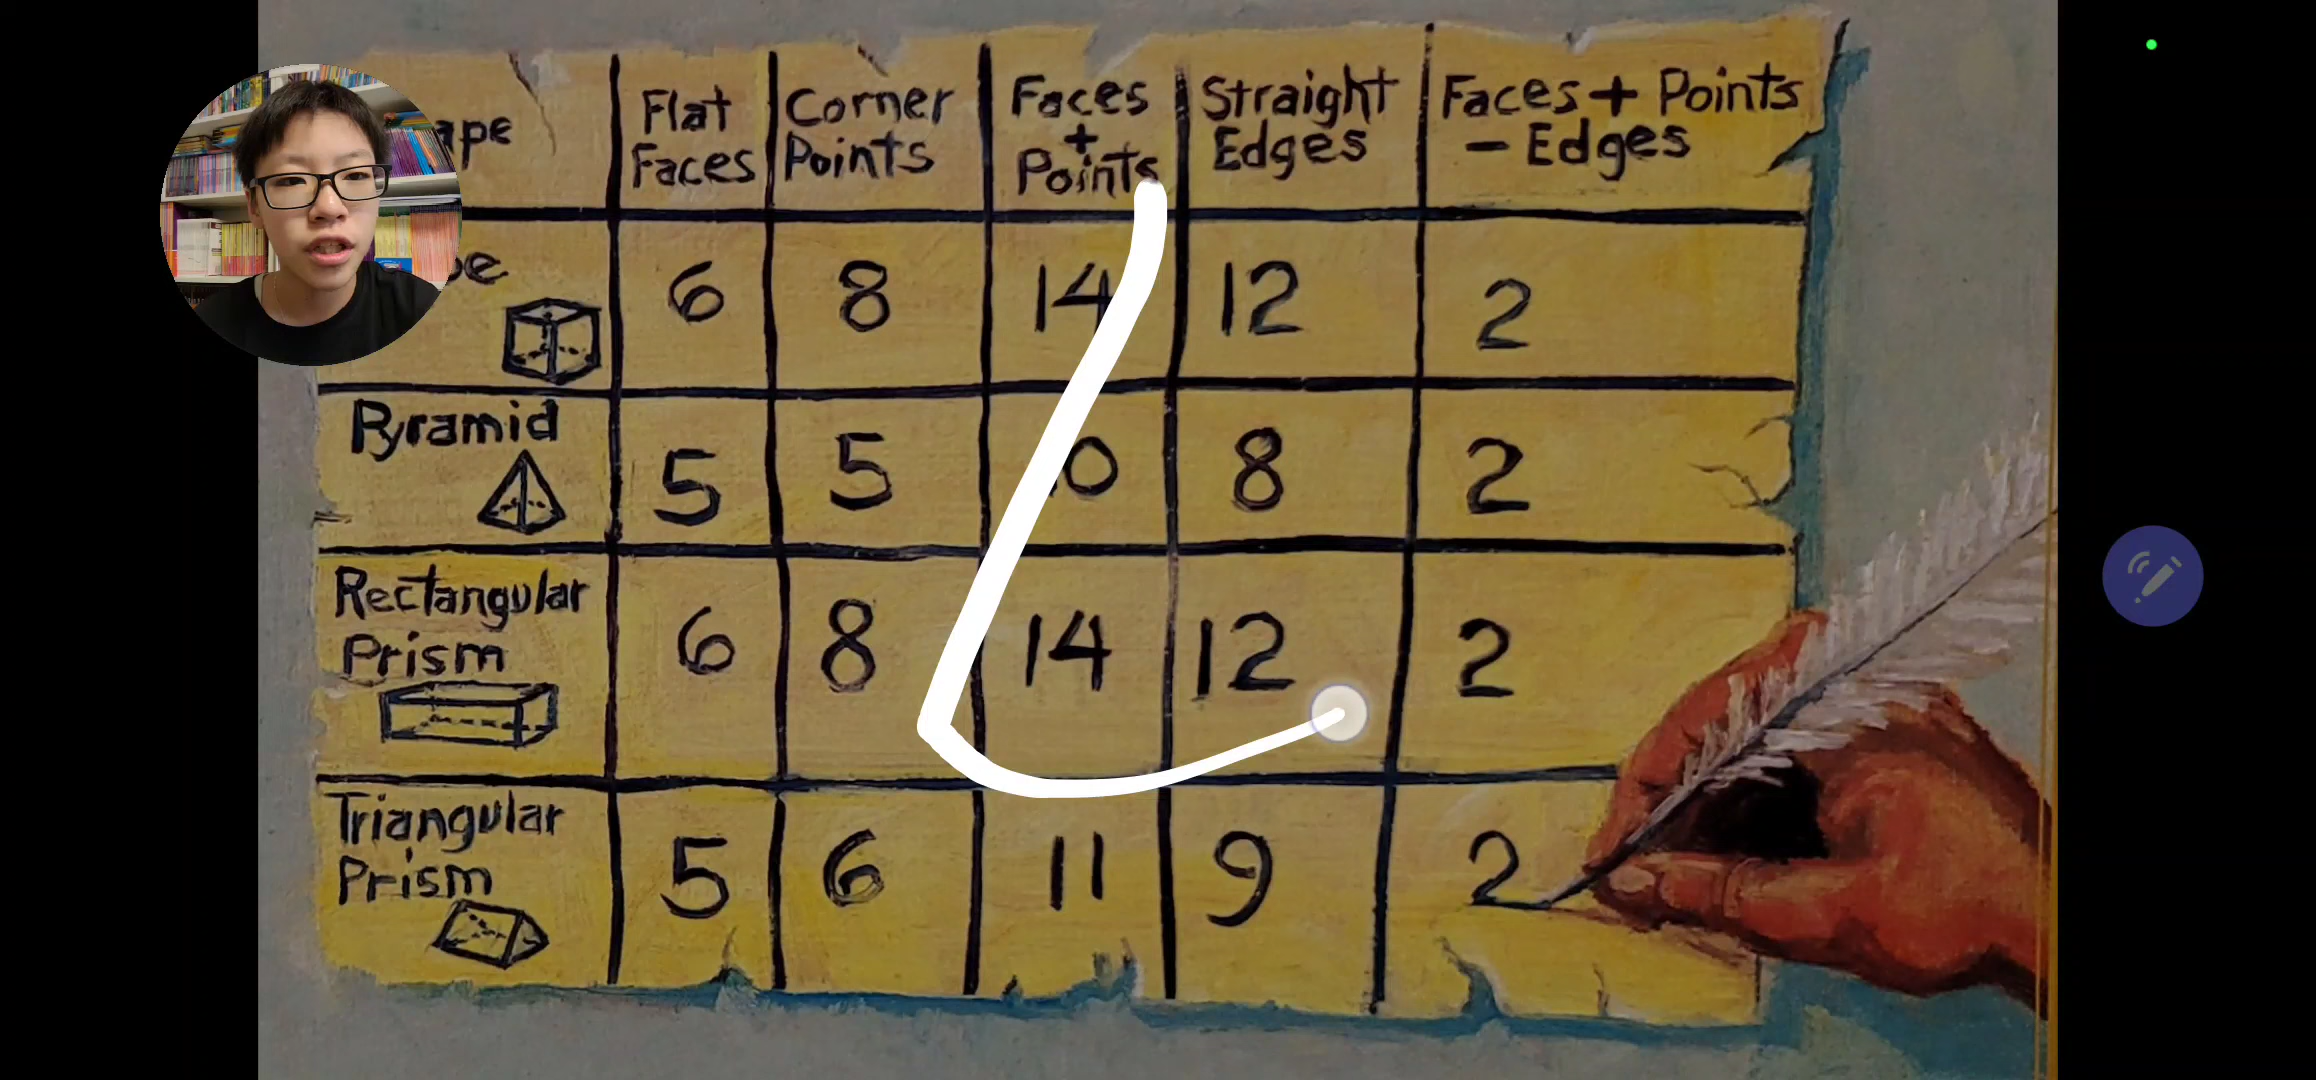 Flat Faces
Corner Points
Faces + Points
Straight Edges
Faces + Points - Edges
6 8 14 12 2
Pyramid 5 5 8 2
Rectangular Prism 6 8 14 12 2
Triangular Prism 5 6 11 9 2